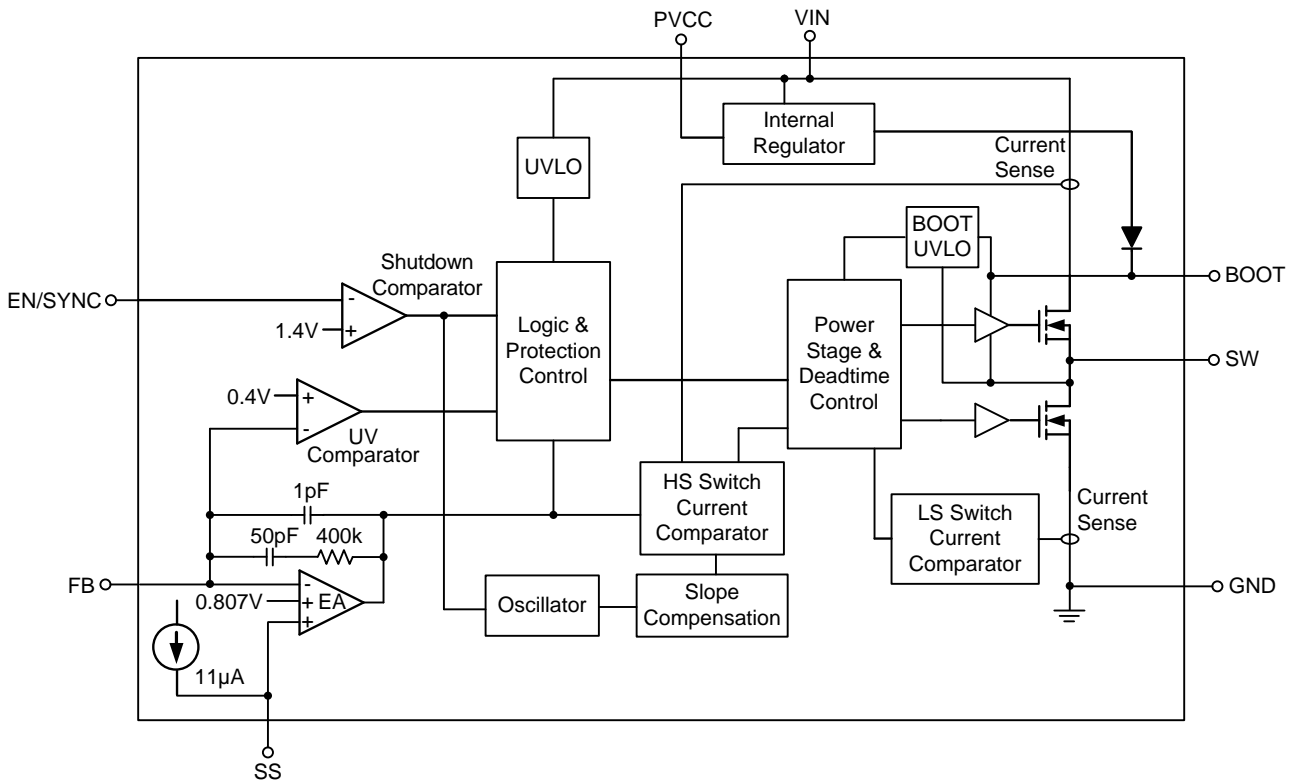 PVCC
VIN
Internal
Regulator
Current
Sense
UVLO
BOOT
UVLO
Shutdown
Comparator
BOOT
EN/SYNC
-
1.4V
+
Logic &
Protection
Control
Power
Stage &
Deadtime
Control
SW
0.4V
+
-
UV
Comparator
1pF
HS Switch
Current
Comparator
LS Switch
Current
Comparator
Current
Sense
50pF
400k
FB
-
0.807V
+
EA
+
Oscillator
Slope
Compensation
GND
11µA
SS